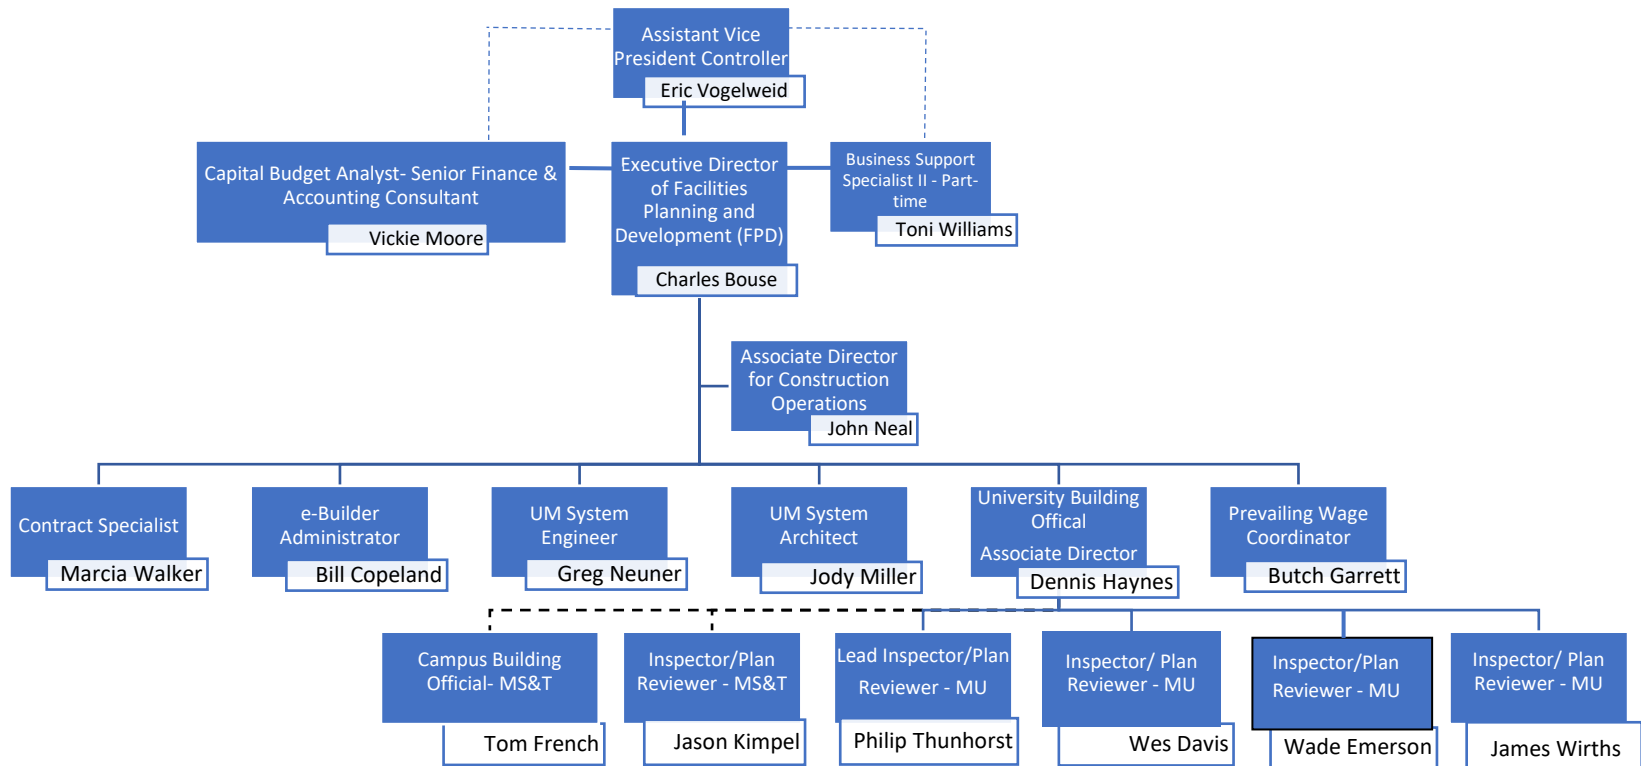 Assistant Vice
President Controller
Eric Vogelweid
Capital Budget Analyst- Senior Finance &
Accounting Consultant
Vickie Moore
Executive Director
of Facilities
Planning and
Development (FPD)
Charles Bouse
Business Support
Specialist II - Part-
time
Toni Williams
Associate Director
for Construction
Operations
John Neal
Contract Specialist
Marcia Walker
e-Builder
Administrator
Bill Copeland
UM System
Engineer
Greg Neuner
UM System
Architect
Jody Miller
University Building
Offical
Associate Director
Dennis Haynes
Prevailing Wage
Coordinator
Butch Garrett
Campus Building
Official- MS&T
Tom French
Inspector/Plan
Reviewer - MS&T
Jason Kimpel
Lead Inspector/Plan
Reviewer - MU
Philip Thunhorst
Inspector/ Plan
Reviewer - MU
Wes Davis
Inspector/Plan
Reviewer - MU
Wade Emerson
Inspector/ Plan
Reviewer - MU
James Wirths